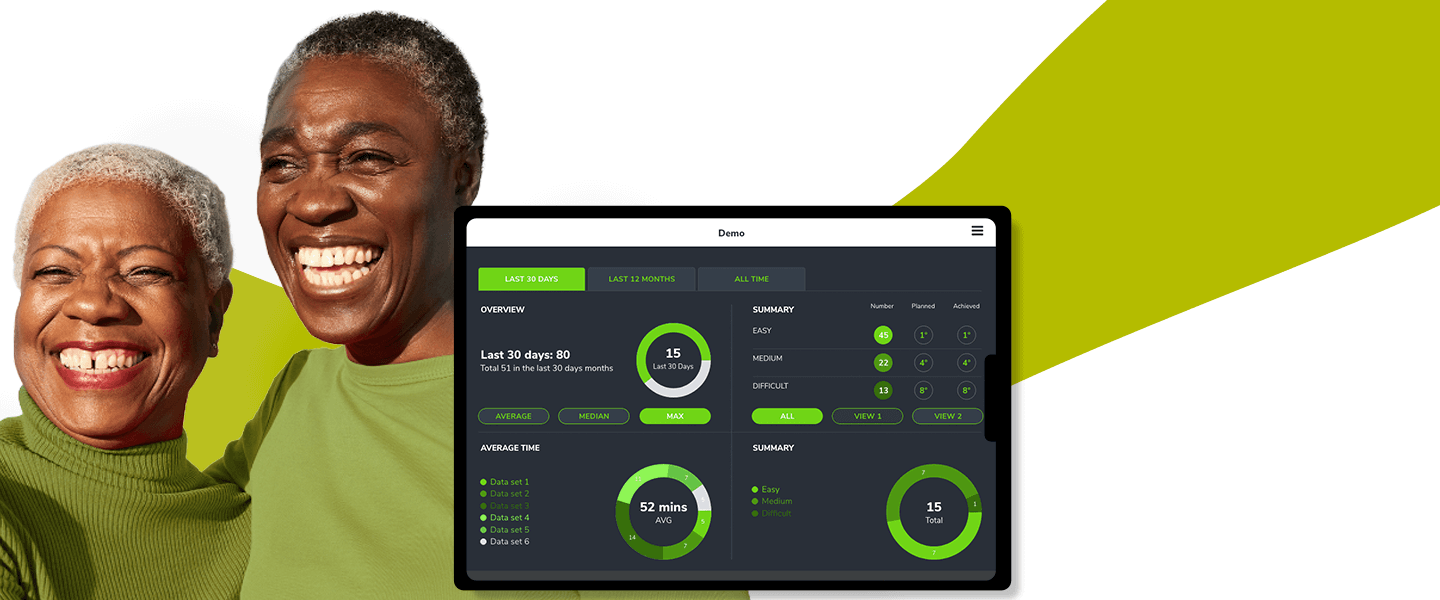 Demo
LAST 30 DAYS
LAST 12 MONTHS
ALL TIME
OVERVIEW
Last 30 days: 80
Total 51 in the last 30 days months
15
Last 30 Days
AVERAGE
MEDIAN
MAX
SUMMARY
Number Planned Achieved
EASY 45 1° 1°
MEDIUM 22 4° 4°
DIFFICULT 13 8° 8°
ALL
VIEW 1
VIEW 2
AVERAGE TIME
Data set 1
Data set 2
Data set 3
Data set 4
Data set 5
Data set 6
52 mins
AVG
5
7
14
SUMMARY
Easy
Medium
Difficult
7
1
15
Total
7